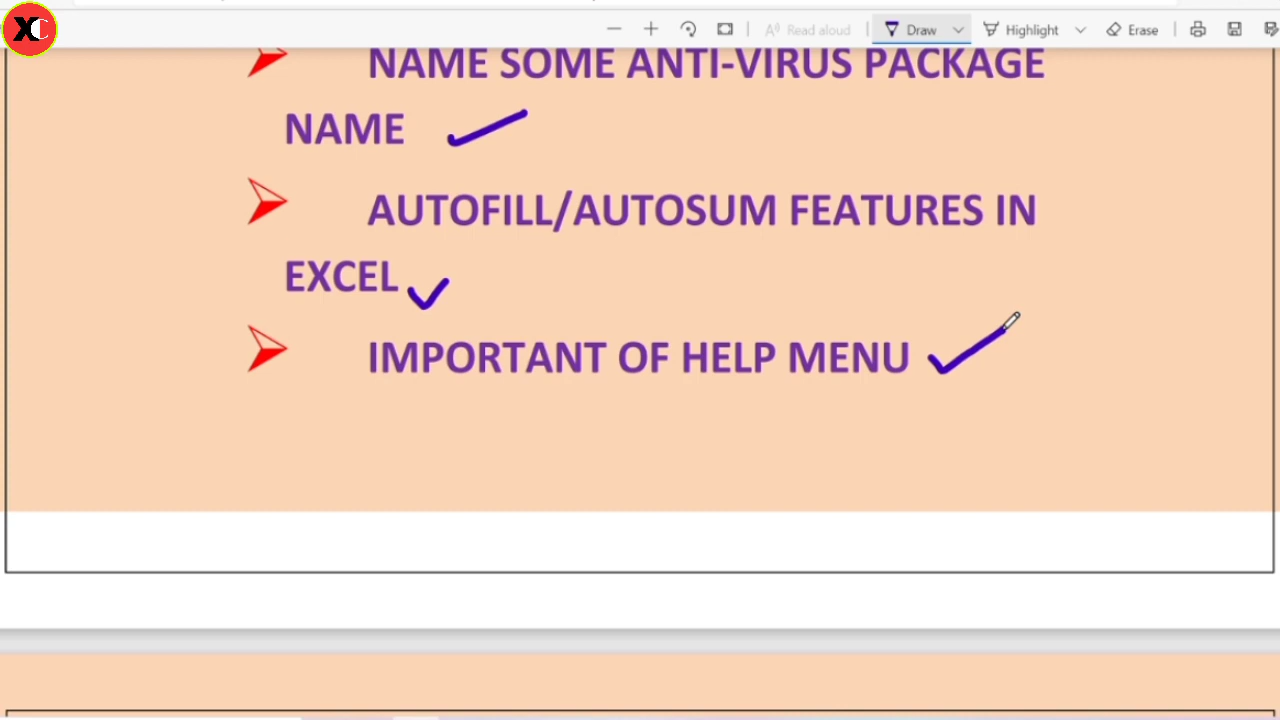 XC
Read aloud
Draw
Highlight
Erase
NAME SOME ANTI-VIRUS PACKAGE
NAME
AUTOFILL/AUTOSUM FEATURES IN
EXCEL
IMPORTANT OF HELP MENU